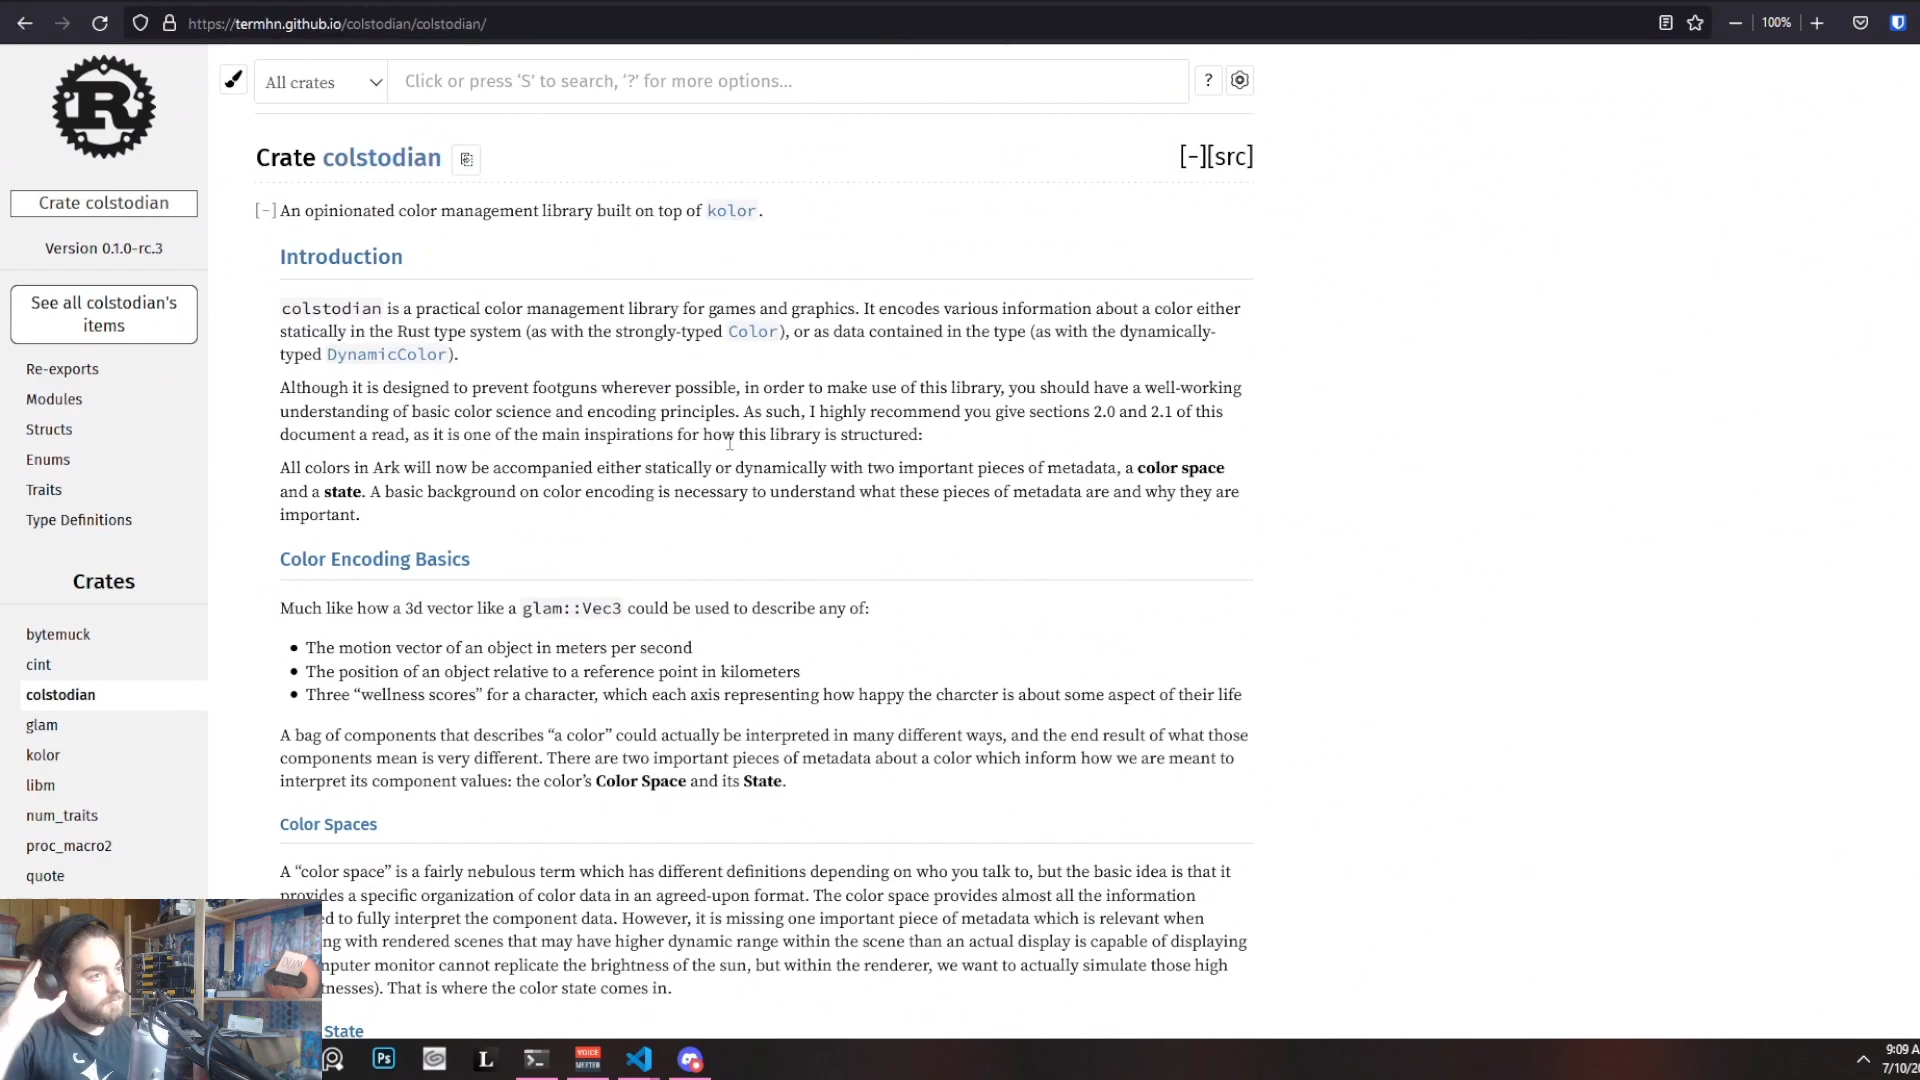 https://termhn.github.io/colstodian/colstodian/
100%
All crates
Click or press ‘S’ to search, ‘?’ for more options...
?
Crate colstodian
[-][src]
Crate colstodian
Version 0.1.0-rc.3
See all colstodian's
items
Re-exports
Modules
Structs
Enums
Traits
Type Definitions
Crates
bytemuck
cint
colstodian
glam
kolor
libm
num_traits
proc_macro2
quote
[-] An opinionated color management library built on top of kolor.
Introduction
colstodian is a practical color management library for games and graphics. It encodes various information about a color either
statically in the Rust type system (as with the strongly-typed Color), or as data contained in the type (as with the dynamically-
typed DynamicColor).
Although it is designed to prevent footguns wherever possible, in order to make use of this library, you should have a well-working
understanding of basic color science and encoding principles. As such, I highly recommend you give sections 2.0 and 2.1 of this
document a read, as it is one of the main inspirations for how this library is structured:
All colors in Ark will now be accompanied either statically or dynamically with two important pieces of metadata, a color space
and a state. A basic background on color encoding is necessary to understand what these pieces of metadata are and why they are
important.
Color Encoding Basics
Much like how a 3d vector like a glam::Vec3 could be used to describe any of:
• The motion vector of an object in meters per second
• The position of an object relative to a reference point in kilometers
• Three “wellness scores” for a character, which each axis representing how happy the charcter is about some aspect of their life
A bag of components that describes “a color” could actually be interpreted in many different ways, and the end result of what those
components mean is very different. There are two important pieces of metadata about a color which inform how we are meant to
interpret its component values: the color’s Color Space and its State.
Color Spaces
A “color space” is a fairly nebulous term which has different definitions depending on who you talk to, but the basic idea is that it
provides a specific organization of color data in an agreed-upon format. The color space provides almost all the information
ed to fully interpret the component data. However, it is missing one important piece of metadata which is relevant when
ng with rendered scenes that may have higher dynamic range within the scene than an actual display is capable of displaying
mputer monitor cannot replicate the brightness of the sun, but within the renderer, we want to actually simulate those high
tnesses). That is where the color state comes in.
State
Ps
L
VOICE
MEETER
9:09 A
7/10/2